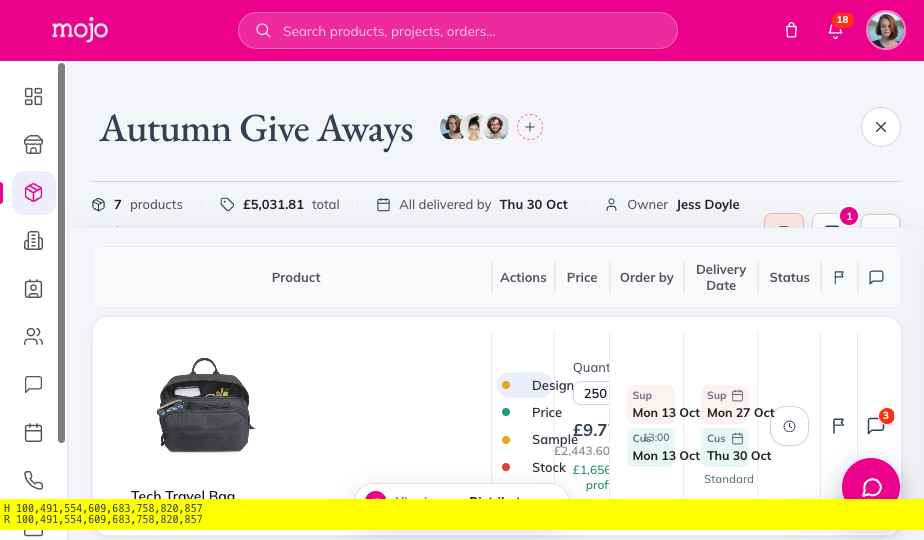 mojo
Search products, projects, orders...
18
Autumn Give Aways
7 products
£5,031.81 total
All delivered by Thu 30 Oct
Owner Jess Doyle
1
Product
Actions
Price
Order by
Delivery Date
Status
Design
Price
Sample
Stock
Quant
250
£9.7
£2,443.60
£1,656
prof
Sup
Mon 13 Oct
Cus 13:00
Mon 13 Oct
Sup
Mon 27 Oct
Cus
Thu 30 Oct
Standard
3
Tech Travel Bag
H 100,491,554,609,683,758,820,857
R 100,491,554,609,683,758,820,857